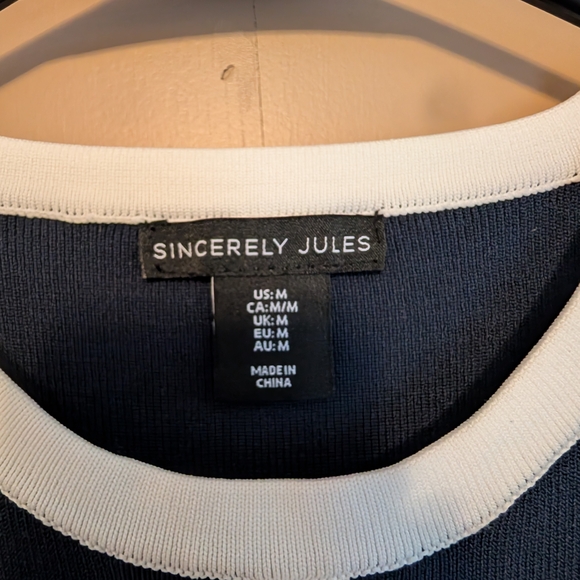 SINCERELY JULES
US: M
CA: M/M
UK: M
EU: M
AU: M
MADE IN
CHINA